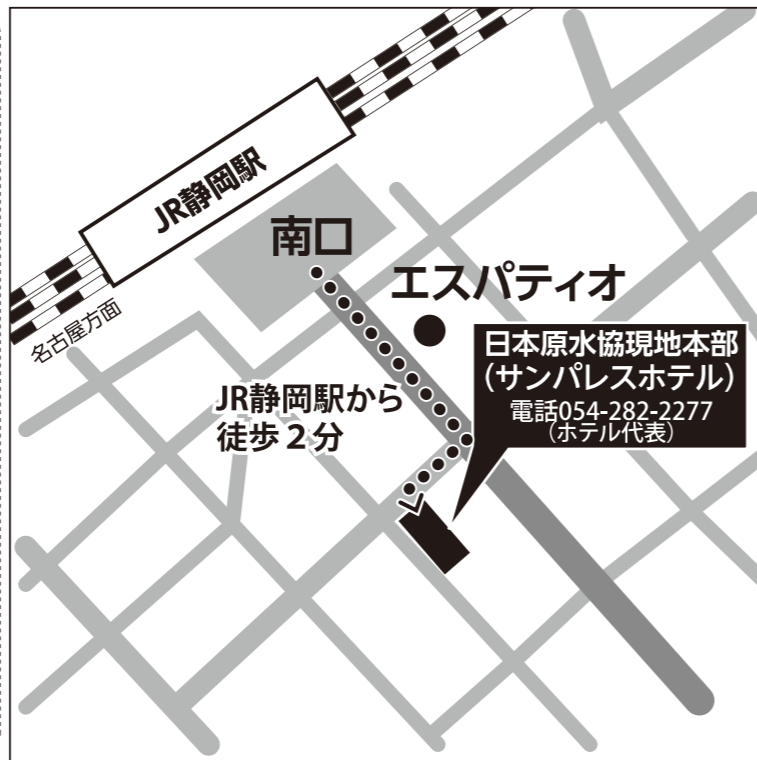 JR静岡駅
南口
エスパティオ
名古屋方面
日本原水協現地本部
(サンパレスホテル)
電話054-282-2277
(ホテル代表)
JR静岡駅から
徒歩２分